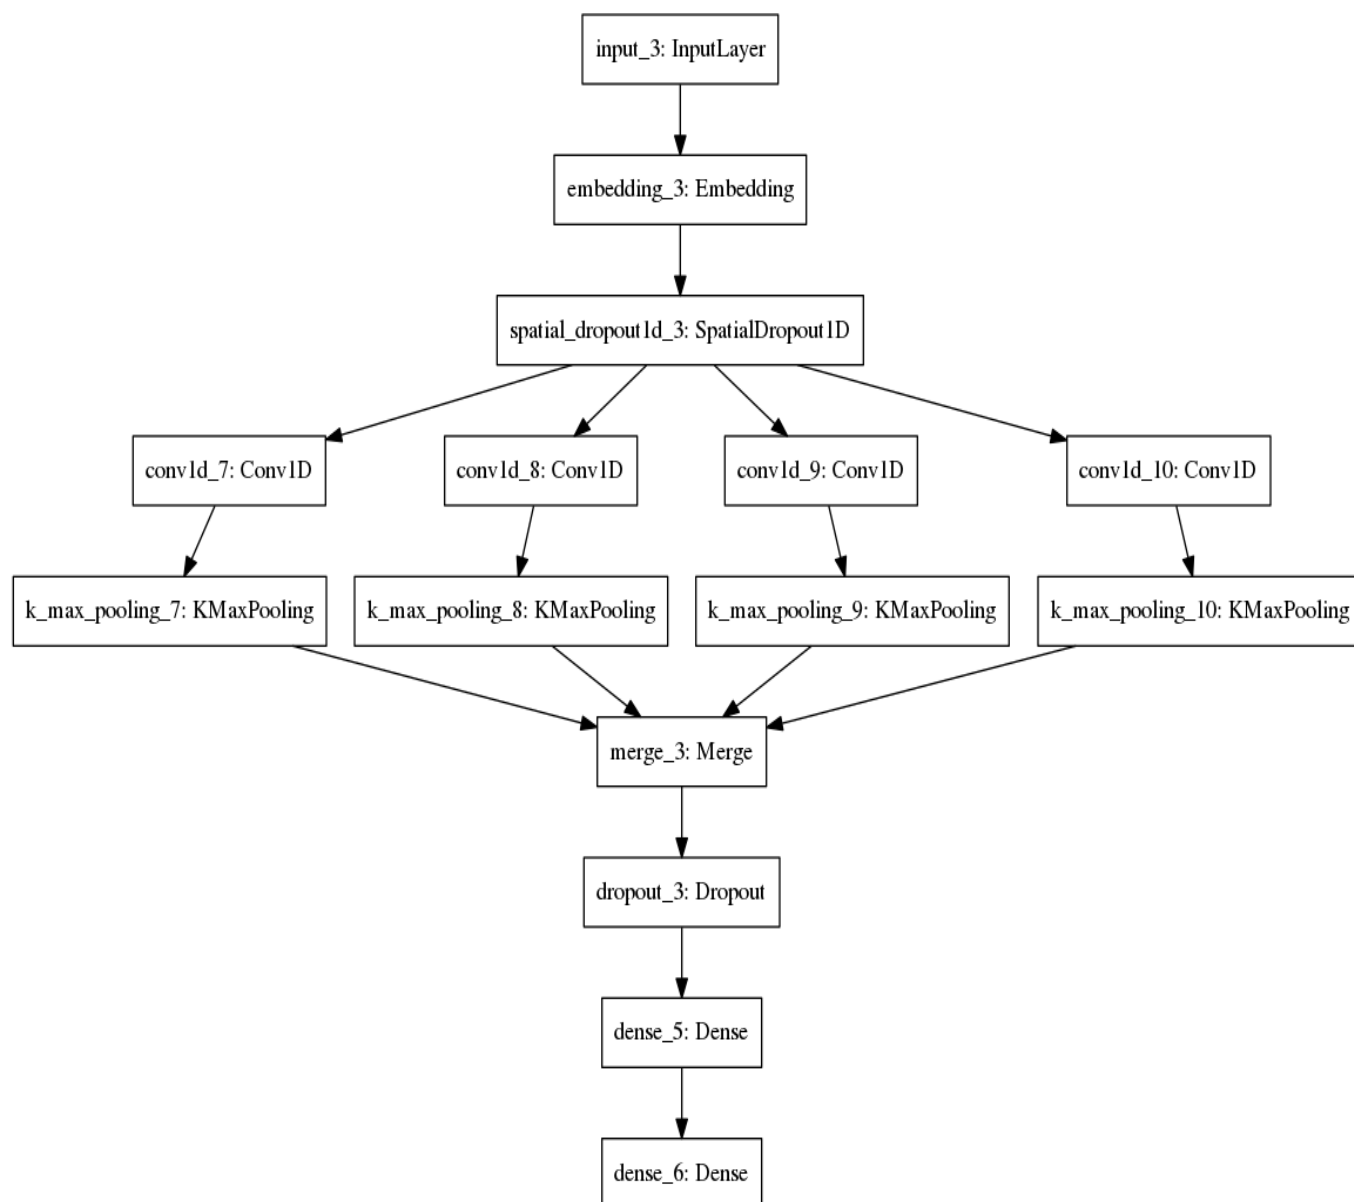 input_3: InputLayer
embedding_3: Embedding
spatial_dropout1d_3: SpatialDropout1D
conv1d_7: Conv1D
conv1d_8: Conv1D
conv1d_9: Conv1D
conv1d_10: Conv1D
k_max_pooling_7: KMaxPooling
k_max_pooling_8: KMaxPooling
k_max_pooling_9: KMaxPooling
k_max_pooling_10: KMaxPooling
merge_3: Merge
dropout_3: Dropout
dense_5: Dense
dense_6: Dense